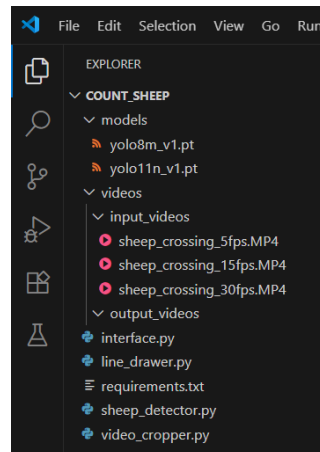 File Edit Selection View Go Run
EXPLORER
COUNT_SHEEP
models
yolo8m_v1.pt
yolo11n_v1.pt
videos
input_videos
sheep_crossing_5fps.MP4
sheep_crossing_15fps.MP4
sheep_crossing_30fps.MP4
output_videos
interface.py
line_drawer.py
requirements.txt
sheep_detector.py
video_cropper.py